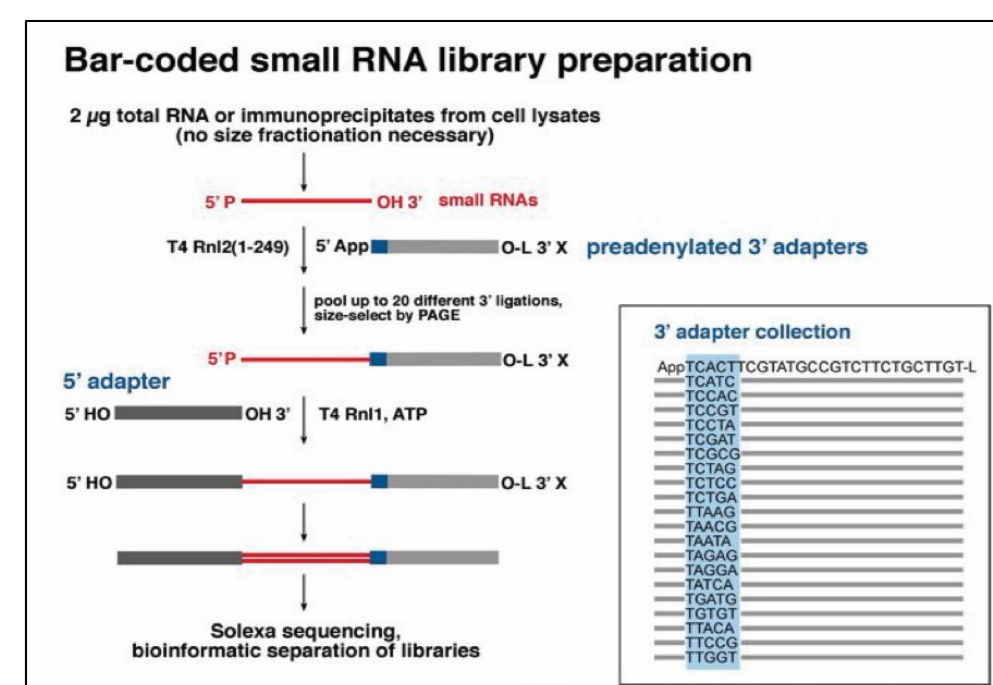 Bar-coded small RNA library preparation
2 µg total RNA or immunoprecipitates from cell lysates
(no size fractionation necessary)
5' P OH 3' small RNAs
T4 Rnl2(1-249) 5' App O-L 3' X preadenylated 3' adapters
pool up to 20 different 3' ligations,
size-select by PAGE
5'P O-L 3' X
5' adapter
5' HO OH 3' T4 Rnl1, ATP
5' HO O-L 3' X
Solexa sequencing,
bioinformatic separation of libraries
3' adapter collection
AppTCACTTCGTATGCCGTCTTCTGCTTGT-L
TCATC
TCCAC
TCCGT
TCCTA
TCGAT
TCGCG
TCTAG
TCTCC
TCTGA
TTAAG
TAACG
TAATA
TAGAG
TAGGA
TATCA
TGATG
TGTGT
TTACA
TTCCG
TTGGT